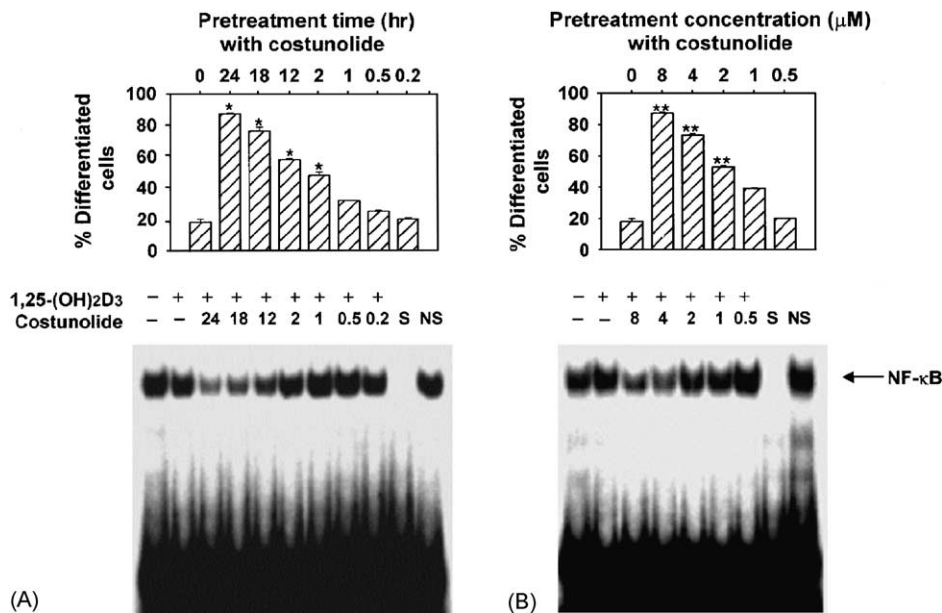 Pretreatment time (hr)
with costunolide
0 24 18 12 2 1 0.5 0.2
100
80
60
40
20
0
% Differentiated
cells
* * * *
1,25-(OH)2D3 – + + + + + + + +
Costunolide – – 24 18 12 2 1 0.5 0.2 S NS
(A)
Pretreatment concentration (μM)
with costunolide
0 8 4 2 1 0.5
100
80
60
40
20
0
% Differentiated
cells
** ** **
– + + + + + +
– – 8 4 2 1 0.5 S NS
NF-κB
(B)